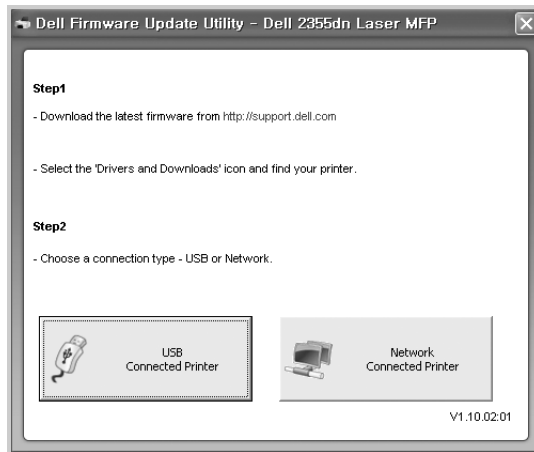 Dell Firmware Update Utility - Dell 2355dn Laser MFP
Step1
- Download the latest firmware from http://support.dell.com
- Select the 'Drivers and Downloads' icon and find your printer.
Step2
- Choose a connection type - USB or Network.
USB
Connected Printer
Network
Connected Printer
V1.10.02:01